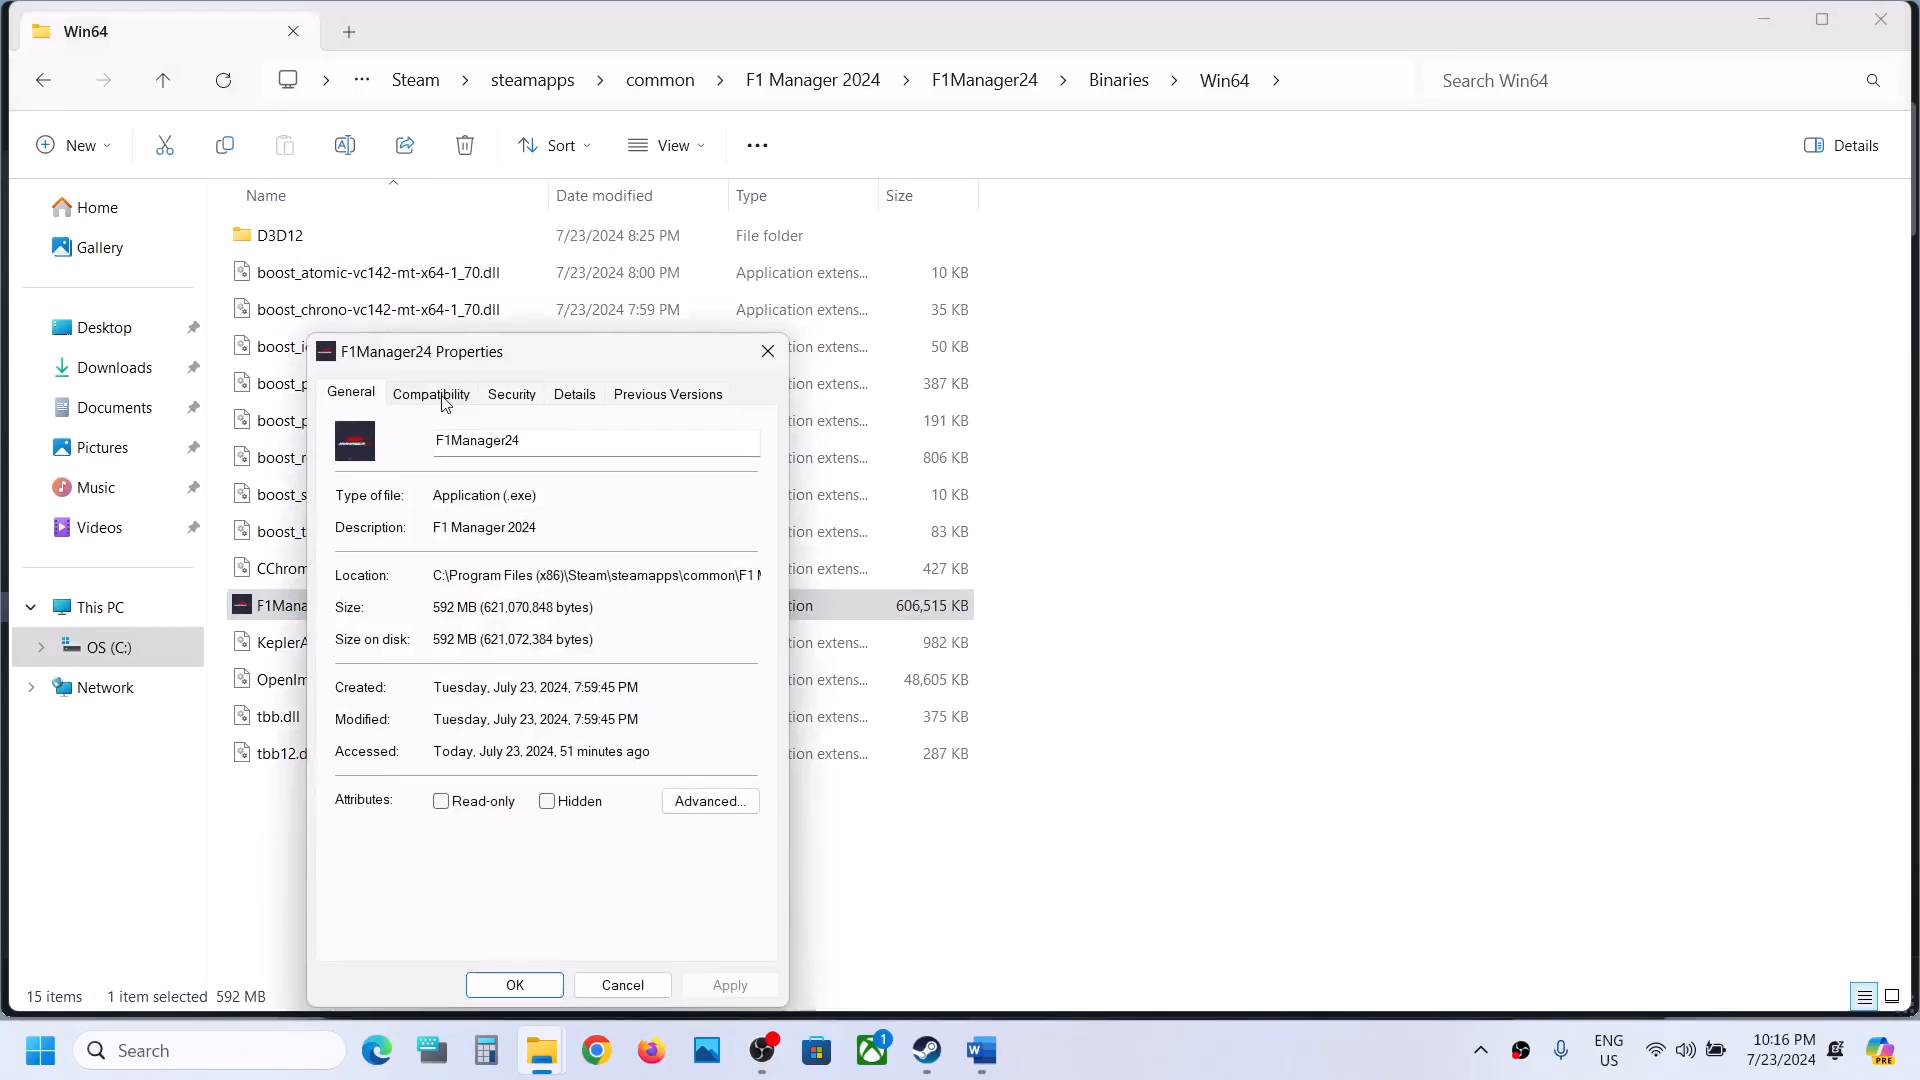 Win64
Steam
steamapps
common
F1 Manager 2024
F1Manager24
Binaries
Win64
Search Win64
New
Sort
View
Details
Name
Date modified
Type
Size
Home
Gallery
Desktop
Downloads
Documents
Pictures
Music
Videos
This PC
OS (C:)
Network
D3D12 7/23/2024 8:25 PM File folder
boost_atomic-vc142-mt-x64-1_70.dll 7/23/2024 8:00 PM Application extens... 10 KB
boost_chrono-vc142-mt-x64-1_70.dll 7/23/2024 7:59 PM Application extens... 35 KB
tion extens... 50 KB
tion extens... 387 KB
tion extens... 191 KB
tion extens... 806 KB
tion extens... 10 KB
boost_t tion extens... 83 KB
CChrom tion extens... 427 KB
F1Mana tion 606,515 KB
KeplerA tion extens... 982 KB
OpenIm tion extens... 48,605 KB
tbb.dll tion extens... 375 KB
tbb12.d tion extens... 287 KB
F1Manager24 Properties
General Compatibility Security Details Previous Versions
F1Manager24
Type of file: Application (.exe)
Description: F1 Manager 2024
Location: C:\Program Files (x86)\Steam\steamapps\common\F1 M
Size: 592 MB (621,070,848 bytes)
Size on disk: 592 MB (621,072,384 bytes)
Created: Tuesday, July 23, 2024, 7:59:45 PM
Modified: Tuesday, July 23, 2024, 7:59:45 PM
Accessed: Today, July 23, 2024, 51 minutes ago
Attributes: Read-only Hidden Advanced...
OK Cancel Apply
15 items 1 item selected 592 MB
Search
1
ENG
US
10:16 PM
7/23/2024
PRE